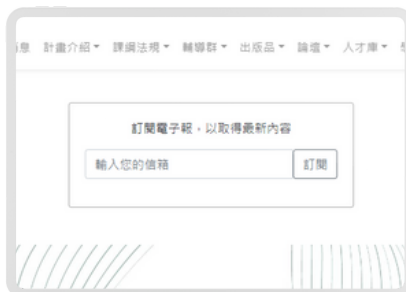 息 計畫介紹 課綱法規 輔導群 出版品 論壇 人才庫
訂閱電子報，以取得最新內容
輸入您的信箱 訂閱